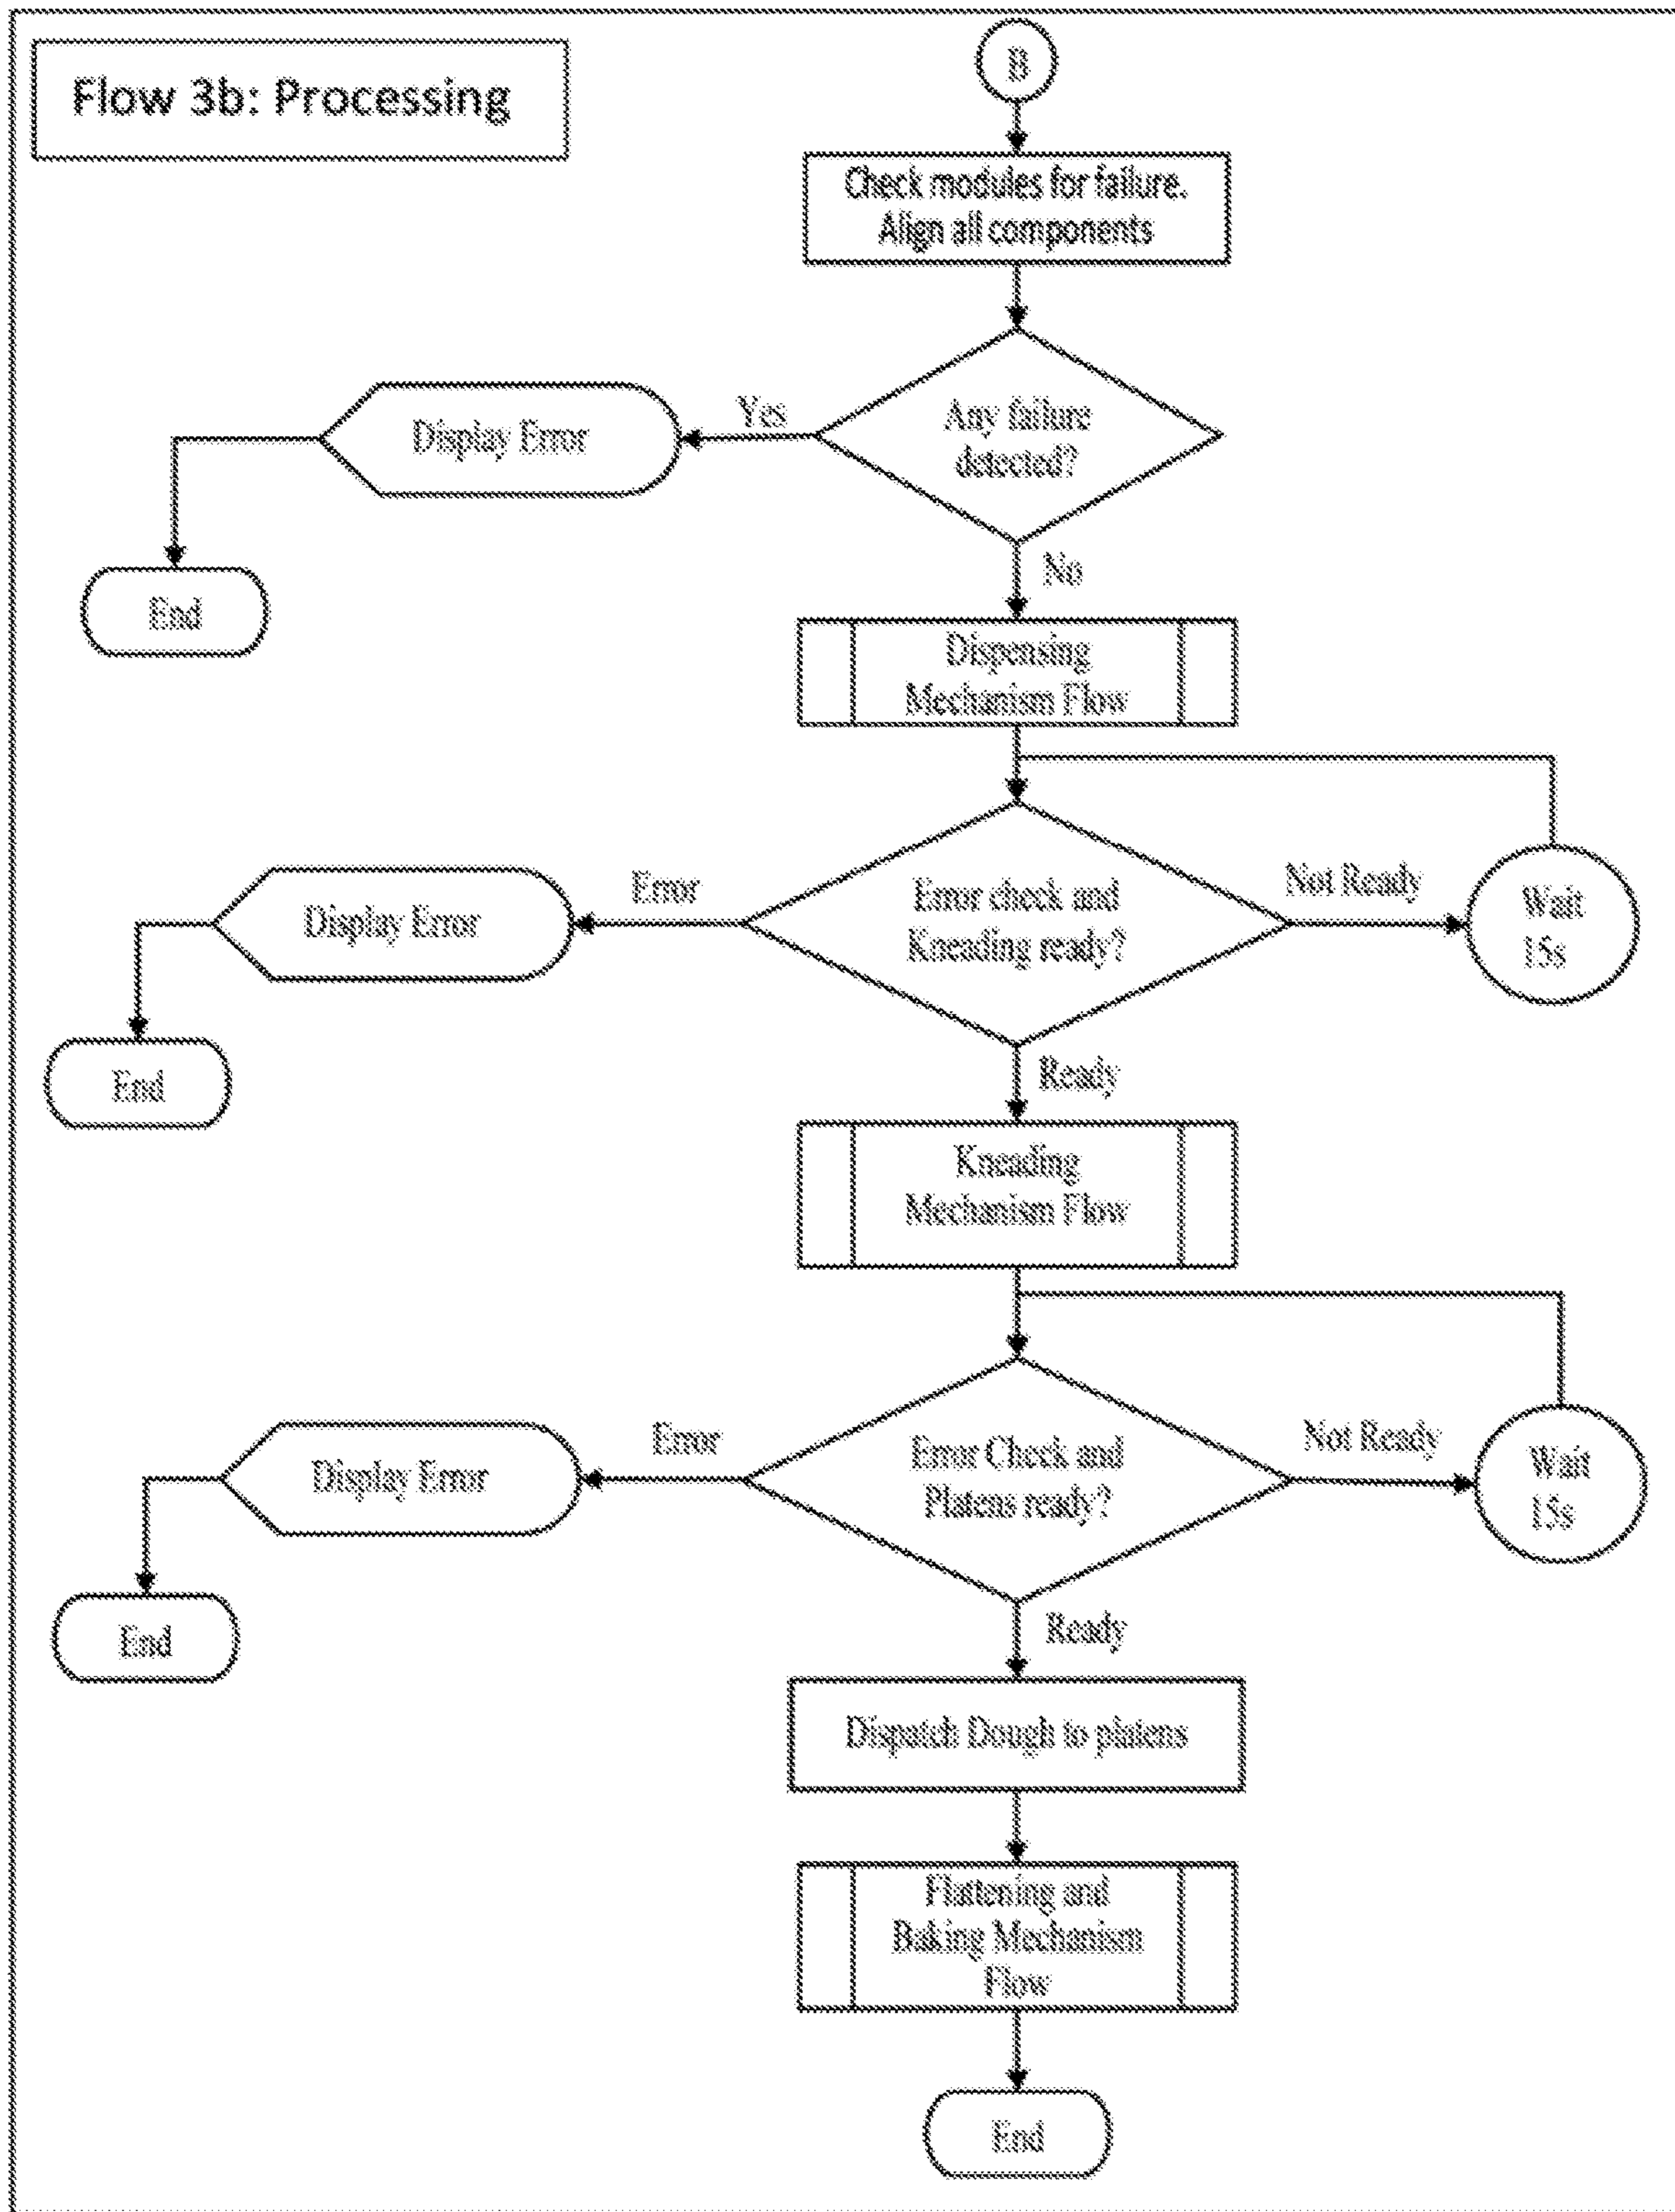 Flow 3b: Processing
B
Check modules for failure.
Align all components
Any failure
detected?
Yes
Display Error
End
No
Dispensing
Mechanism Flow
Error check and
Kneading ready?
Error
Display Error
End
Not Ready
Wait
15s
Ready
Kneading
Mechanism Flow
Error Check and
Platens ready?
Error
Display Error
End
Not Ready
Wait
15s
Ready
Dispatch Dough to platens
Flattening and
Baking Mechanism
Flow
End